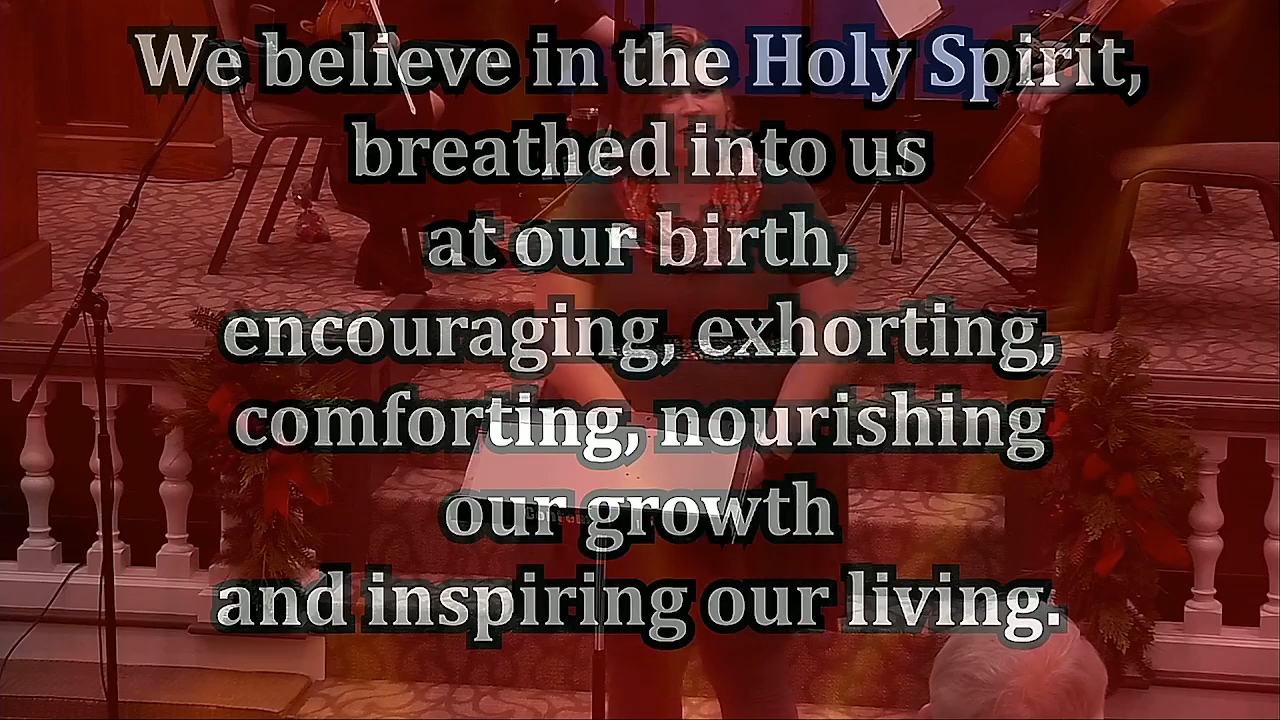 We believe in the Holy Spirit,
breathed into us
at our birth,
encouraging, exhorting,
comforting, nourishing
our growth
and inspiring our living.